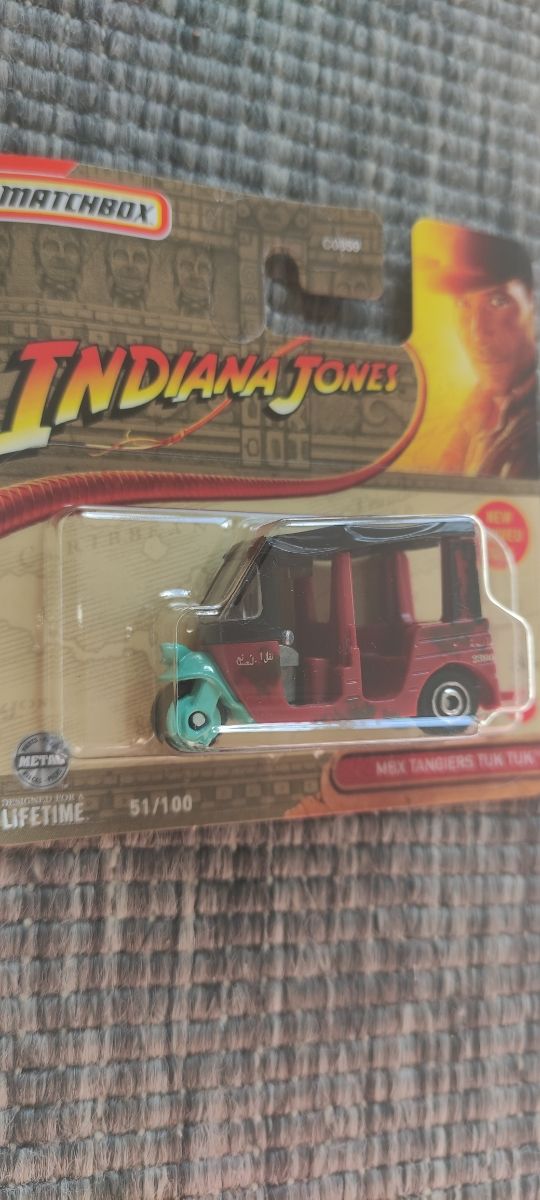 MATCHBOX
INDIANA JONES
NEW
METAL
DESIGNED FOR A
LIFETIME
51/100
MBX TANGIERS TUK TUK